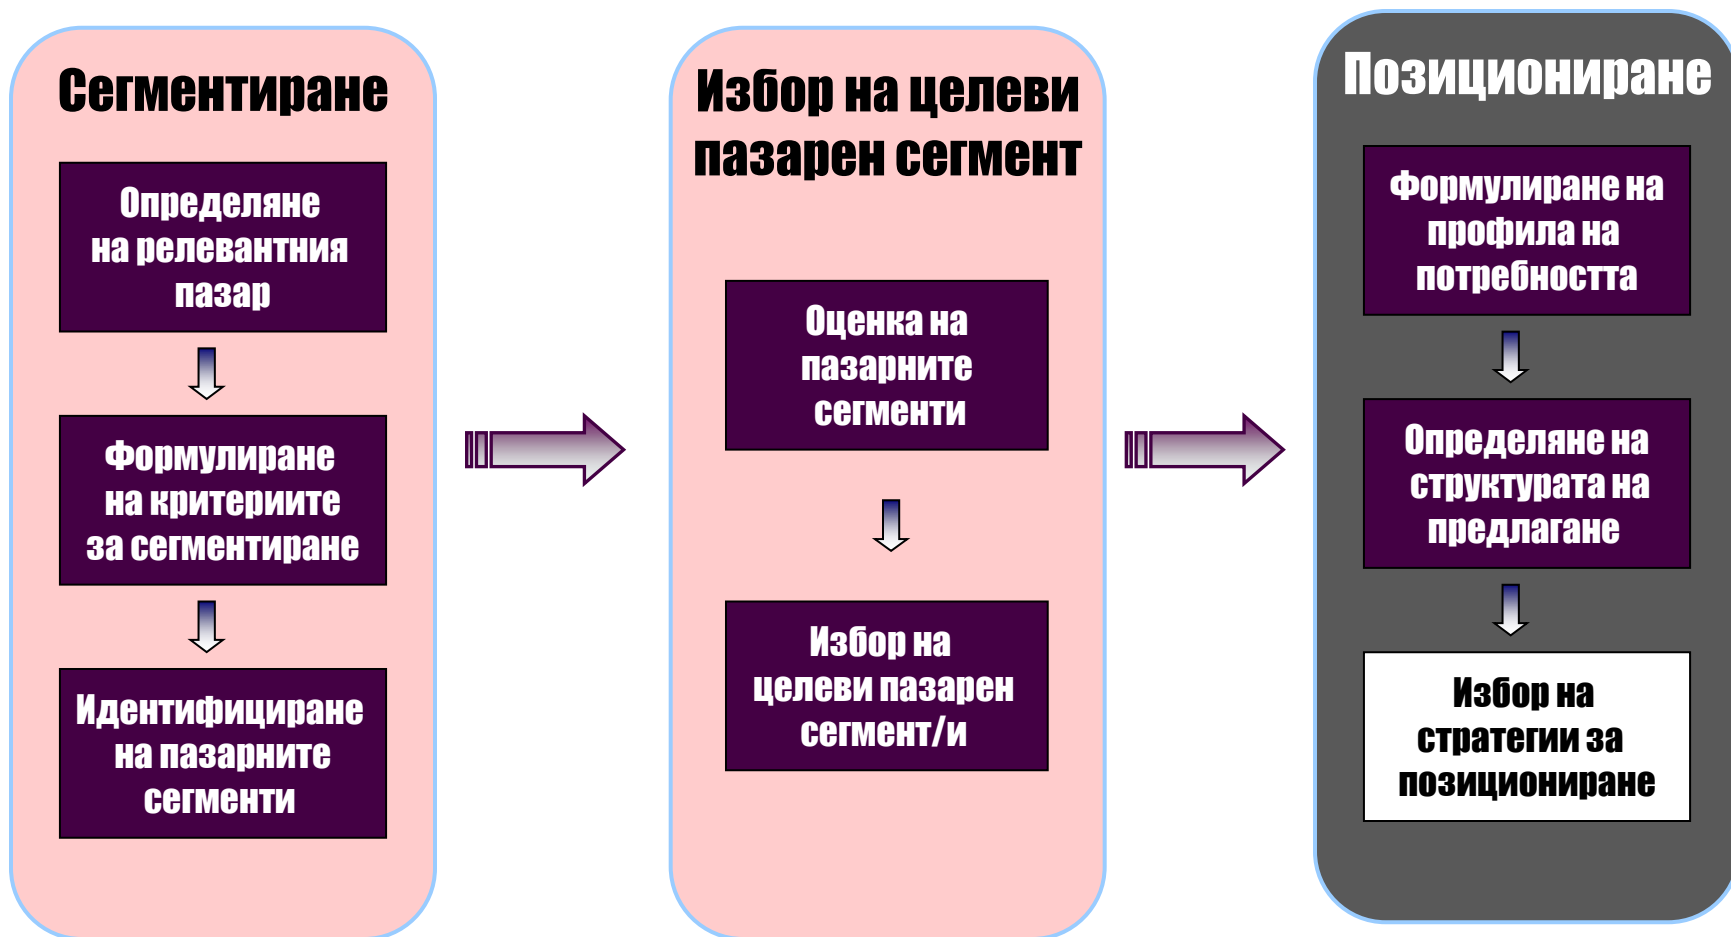 Сегментиране
Определяне
на релевантния
пазар
Формулиране
на критериите
за сегментиране
Идентифициране
на пазарните
сегменти
Избор на целеви
пазарен сегмент
Оценка на
пазарните
сегменти
Избор на
целеви пазарен
сегмент/и
Позициониране
Формулиране на
профила на
потребността
Определяне на
структурата на
предлагане
Избор на
стратегии за
позициониране